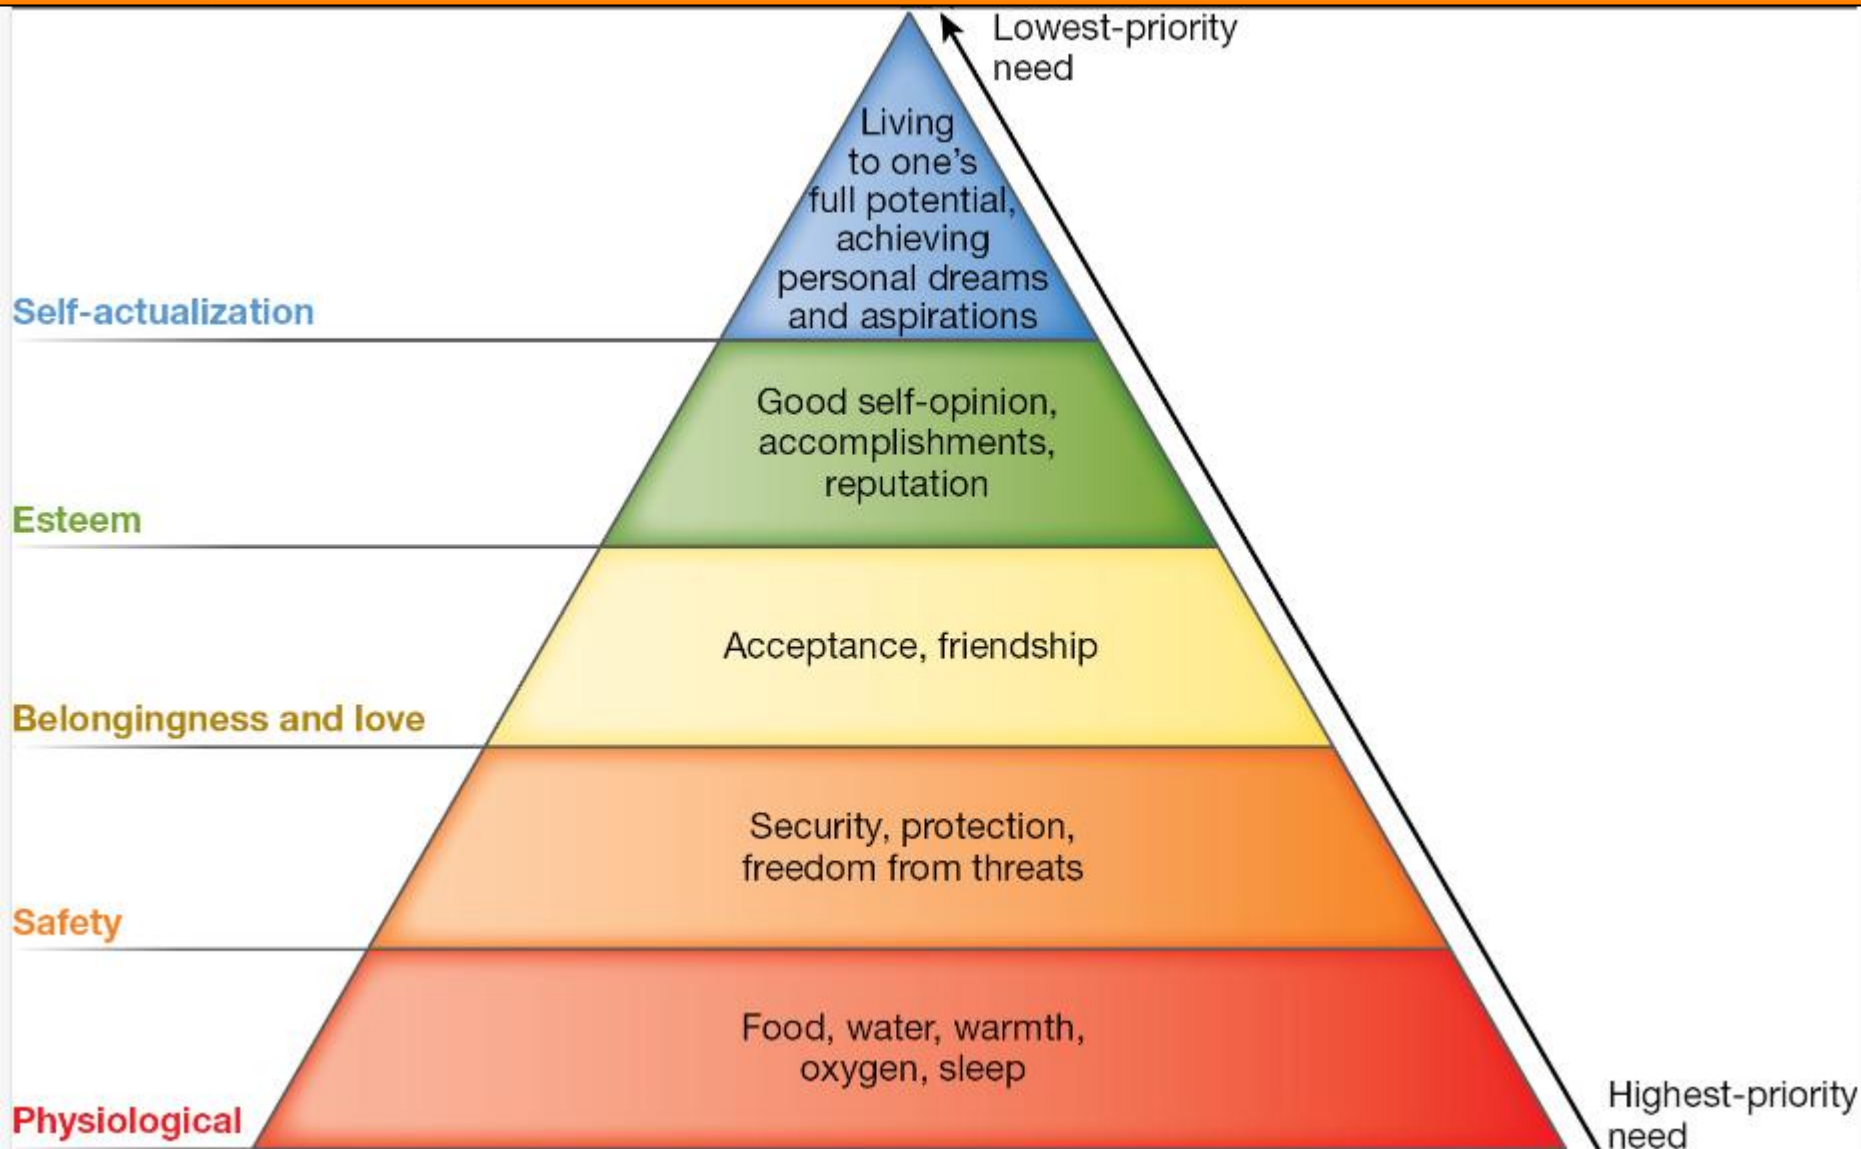 Lowest-priority
need
Living
to one's
full potential,
achieving
personal dreams
and aspirations
Self-actualization
Good self-opinion,
accomplishments,
reputation
Esteem
Acceptance, friendship
Belongingness and love
Security, protection,
freedom from threats
Safety
Food, water, warmth,
oxygen, sleep
Physiological
Highest-priority
need